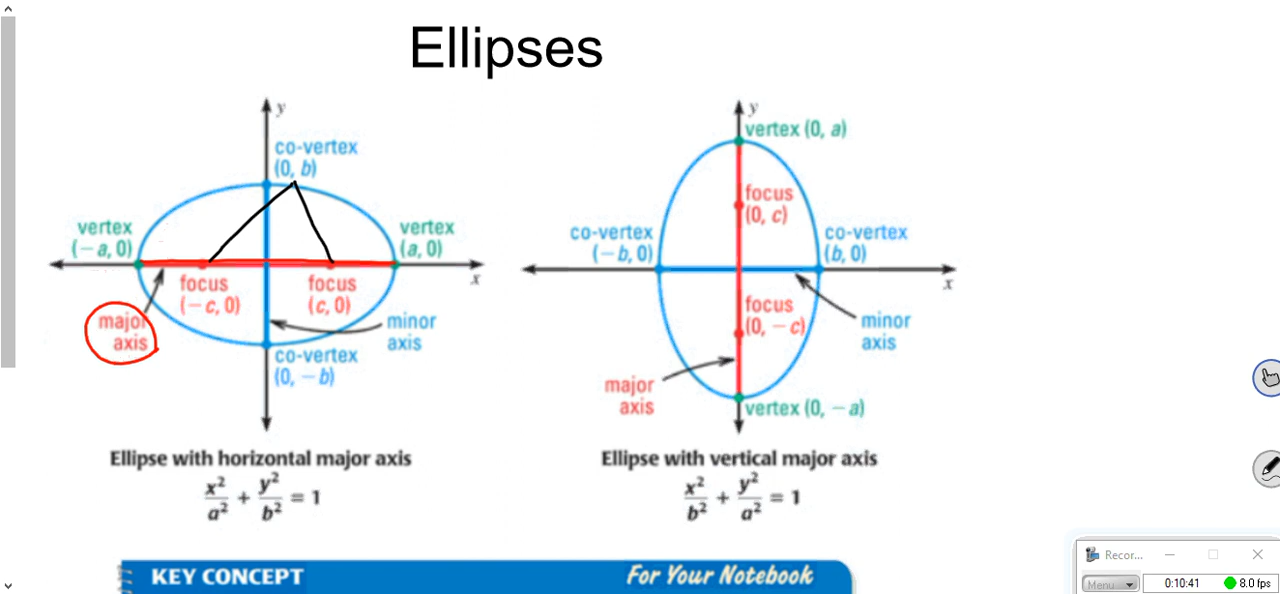 Ellipses
y
co-vertex
(0, b)
vertex
(−a, 0)
vertex
(a, 0)
x
focus
(−c, 0)
focus
(c, 0)
major
axis
minor
axis
co-vertex
(0, −b)
Ellipse with horizontal major axis
x²/a² + y²/b² = 1
y
vertex (0, a)
focus
(0, c)
co-vertex
(−b, 0)
co-vertex
(b, 0)
x
focus
(0, −c)
minor
axis
major
axis
vertex (0, −a)
Ellipse with vertical major axis
x²/b² + y²/a² = 1
KEY CONCEPT
For Your Notebook
Recor...
Menu...
0:10:41
8.0 fps